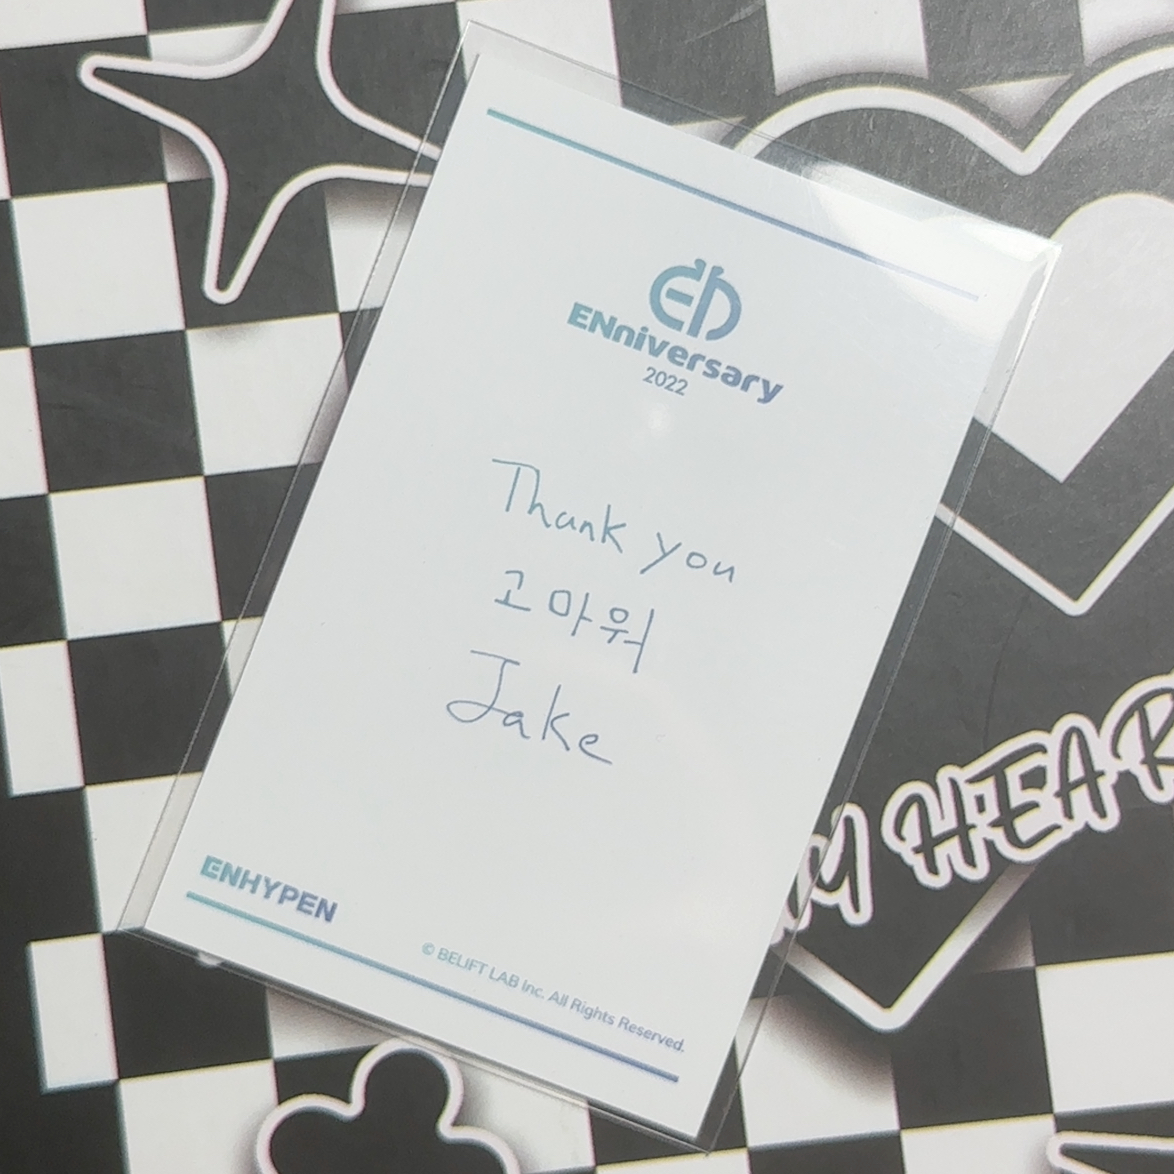 ENniversary
2022
Thank you
고마워
Jake
ENHYPEN
© BELIFT LAB Inc. All Rights Reserved.